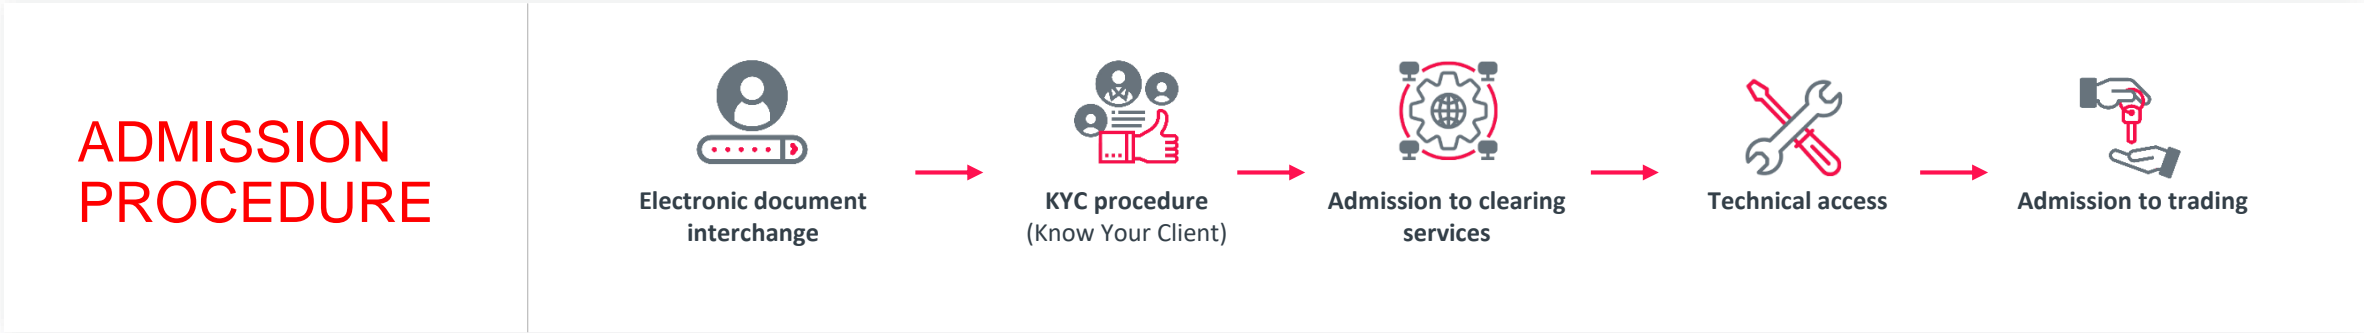 ADMISSION
PROCEDURE
Electronic document
interchange
KYC procedure
(Know Your Client)
Admission to clearing
services
Technical access
Admission to trading